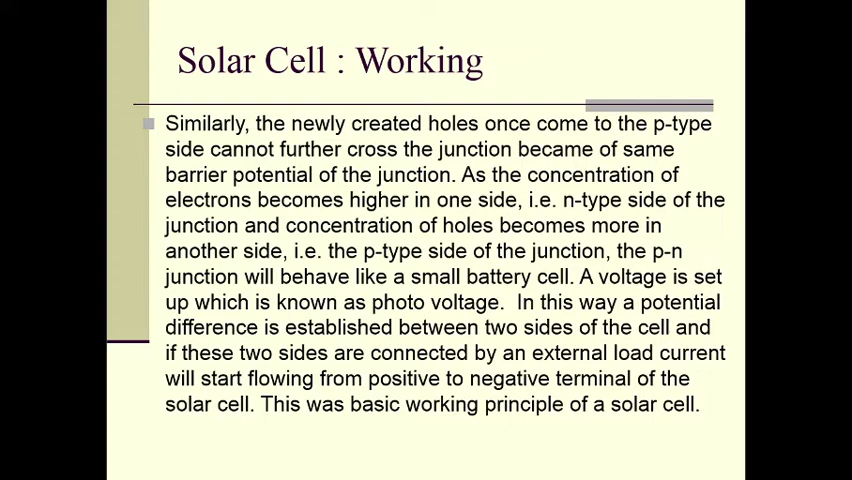 Solar Cell : Working
Similarly, the newly created holes once come to the p-type
side cannot further cross the junction became of same
barrier potential of the junction. As the concentration of
electrons becomes higher in one side, i.e. n-type side of the
junction and concentration of holes becomes more in
another side, i.e. the p-type side of the junction, the p-n
junction will behave like a small battery cell. A voltage is set
up which is known as photo voltage.  In this way a potential
difference is established between two sides of the cell and
if these two sides are connected by an external load current
will start flowing from positive to negative terminal of the
solar cell. This was basic working principle of a solar cell.